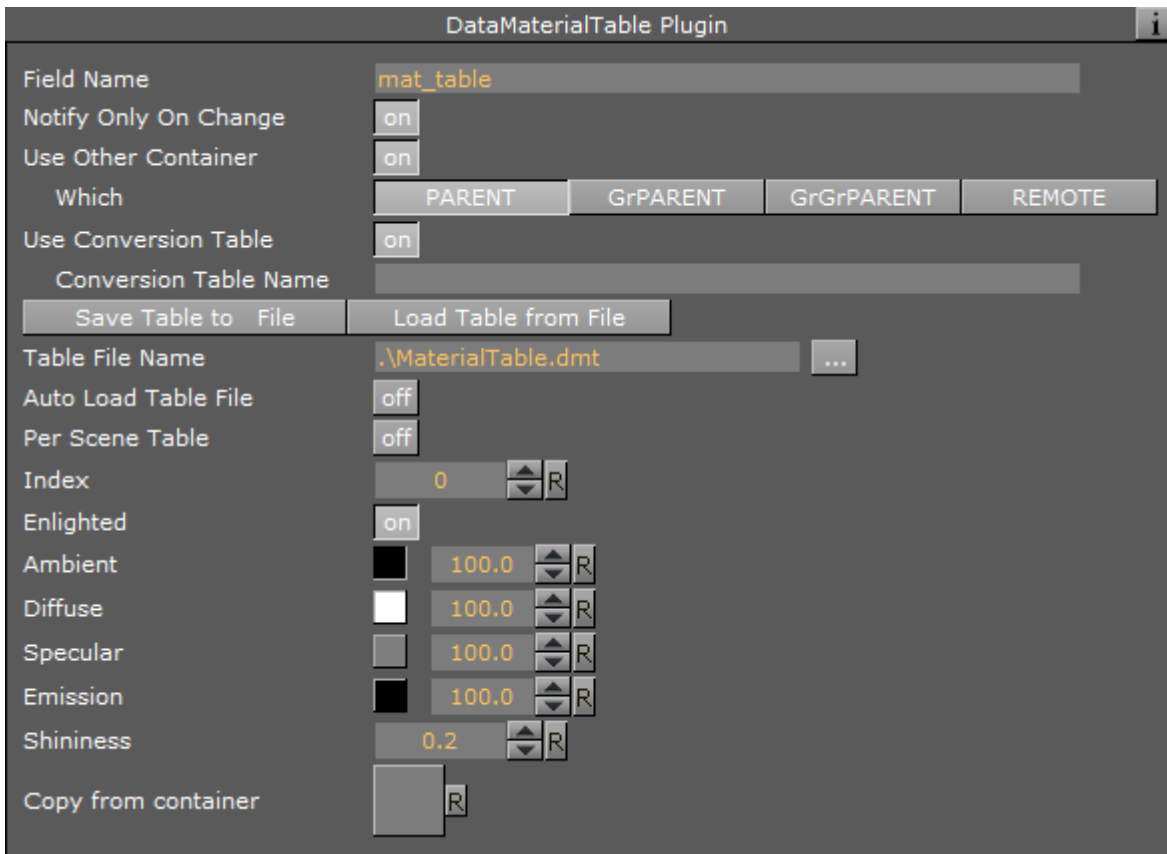 DataMaterialTable Plugin i
Field Name mat_table
Notify Only On Change on
Use Other Container on
Which PARENT GrPARENT GrGrPARENT REMOTE
Use Conversion Table on
Conversion Table Name
Save Table to File Load Table from File
Table File Name .\MaterialTable.dmt ...
Auto Load Table File off
Per Scene Table off
Index 0 R
Enlighted on
Ambient 100.0 R
Diffuse 100.0 R
Specular 100.0 R
Emission 100.0 R
Shininess 0.2 R
Copy from container R